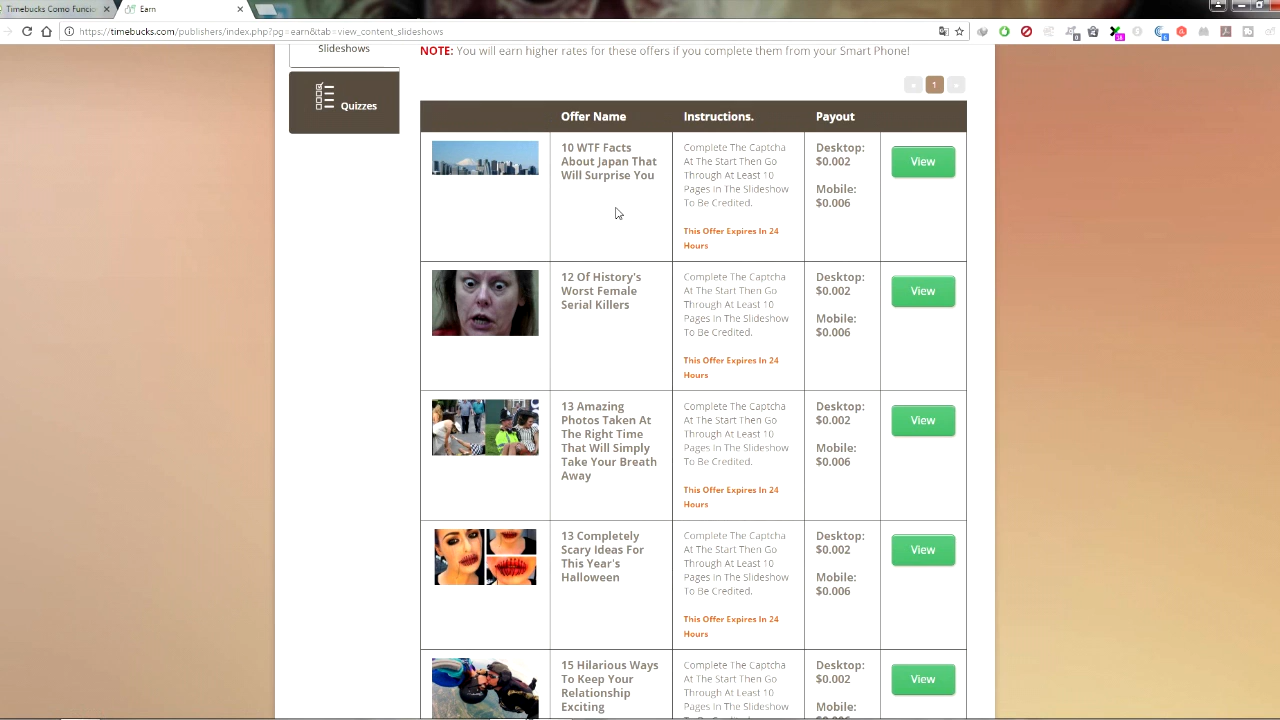 Timebucks Como Funcio
Earn
https://timebucks.com/publishers/index.php?pg=earn&tab=view_content_slideshows
Slideshows
Quizzes
NOTE: You will earn higher rates for these offers if you complete them from your Smart Phone!
« 1 »
Offer Name Instructions. Payout
10 WTF Facts
About Japan That
Will Surprise You
Complete The Captcha
At The Start Then Go
Through At Least 10
Pages In The Slideshow
To Be Credited.
This Offer Expires In 24
Hours
Desktop:
$0.002
Mobile:
$0.006
View
12 Of History's
Worst Female
Serial Killers
Complete The Captcha
At The Start Then Go
Through At Least 10
Pages In The Slideshow
To Be Credited.
This Offer Expires In 24
Hours
Desktop:
$0.002
Mobile:
$0.006
View
13 Amazing
Photos Taken At
The Right Time
That Will Simply
Take Your Breath
Away
Complete The Captcha
At The Start Then Go
Through At Least 10
Pages In The Slideshow
To Be Credited.
This Offer Expires In 24
Hours
Desktop:
$0.002
Mobile:
$0.006
View
13 Completely
Scary Ideas For
This Year's
Halloween
Complete The Captcha
At The Start Then Go
Through At Least 10
Pages In The Slideshow
To Be Credited.
This Offer Expires In 24
Hours
Desktop:
$0.002
Mobile:
$0.006
View
15 Hilarious Ways
To Keep Your
Relationship
Exciting
Complete The Captcha
At The Start Then Go
Through At Least 10
Pages In The Slideshow
Desktop:
$0.002
Mobile:
View